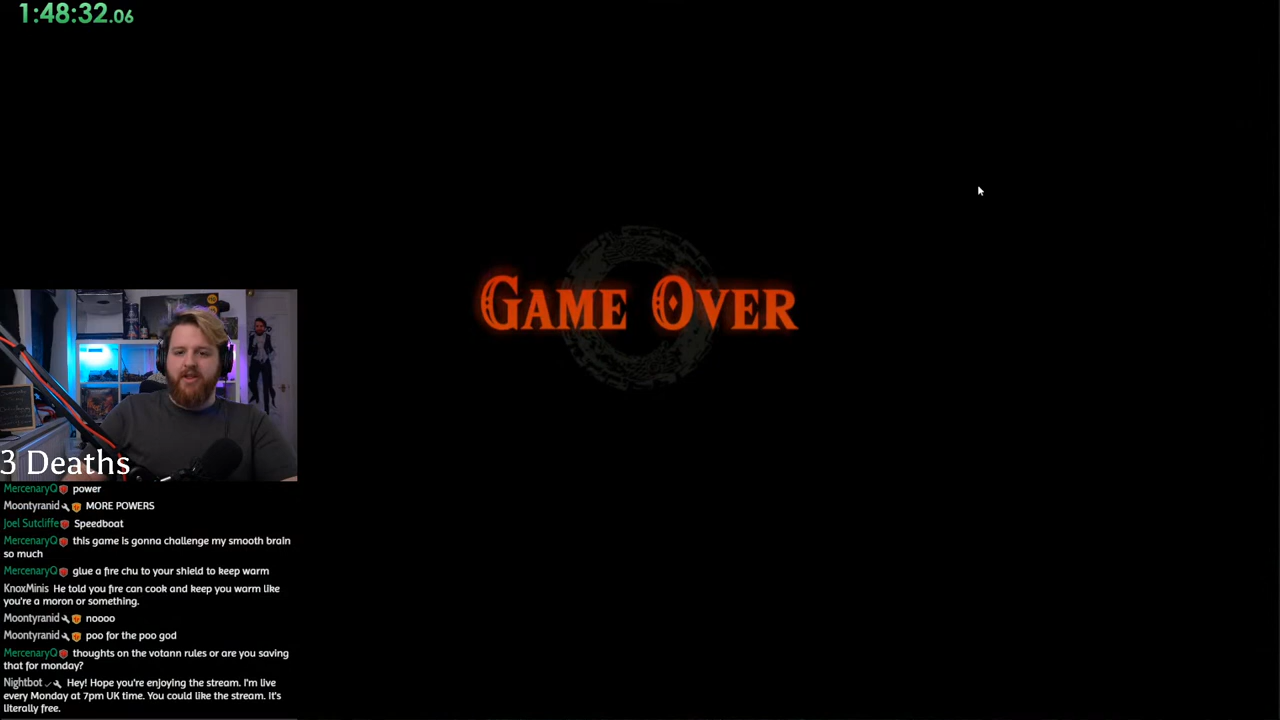 1:48:32.06
GAME OVER
3 Deaths
MercenaryQ power
Moontyranid MORE POWERS
Joel Sutcliffe Speedboat
MercenaryQ this game is gonna challenge my smooth brain
so much
MercenaryQ glue a fire chu to your shield to keep warm
KnoxMinis He told you fire can cook and keep you warm like
you're a moron or something.
Moontyranid noooo
Moontyranid poo for the poo god
MercenaryQ thoughts on the votann rules or are you saving
that for monday?
Nightbot Hey! Hope you're enjoying the stream. I'm live
every Monday at 7pm UK time. You could like the stream. It's
literally free.